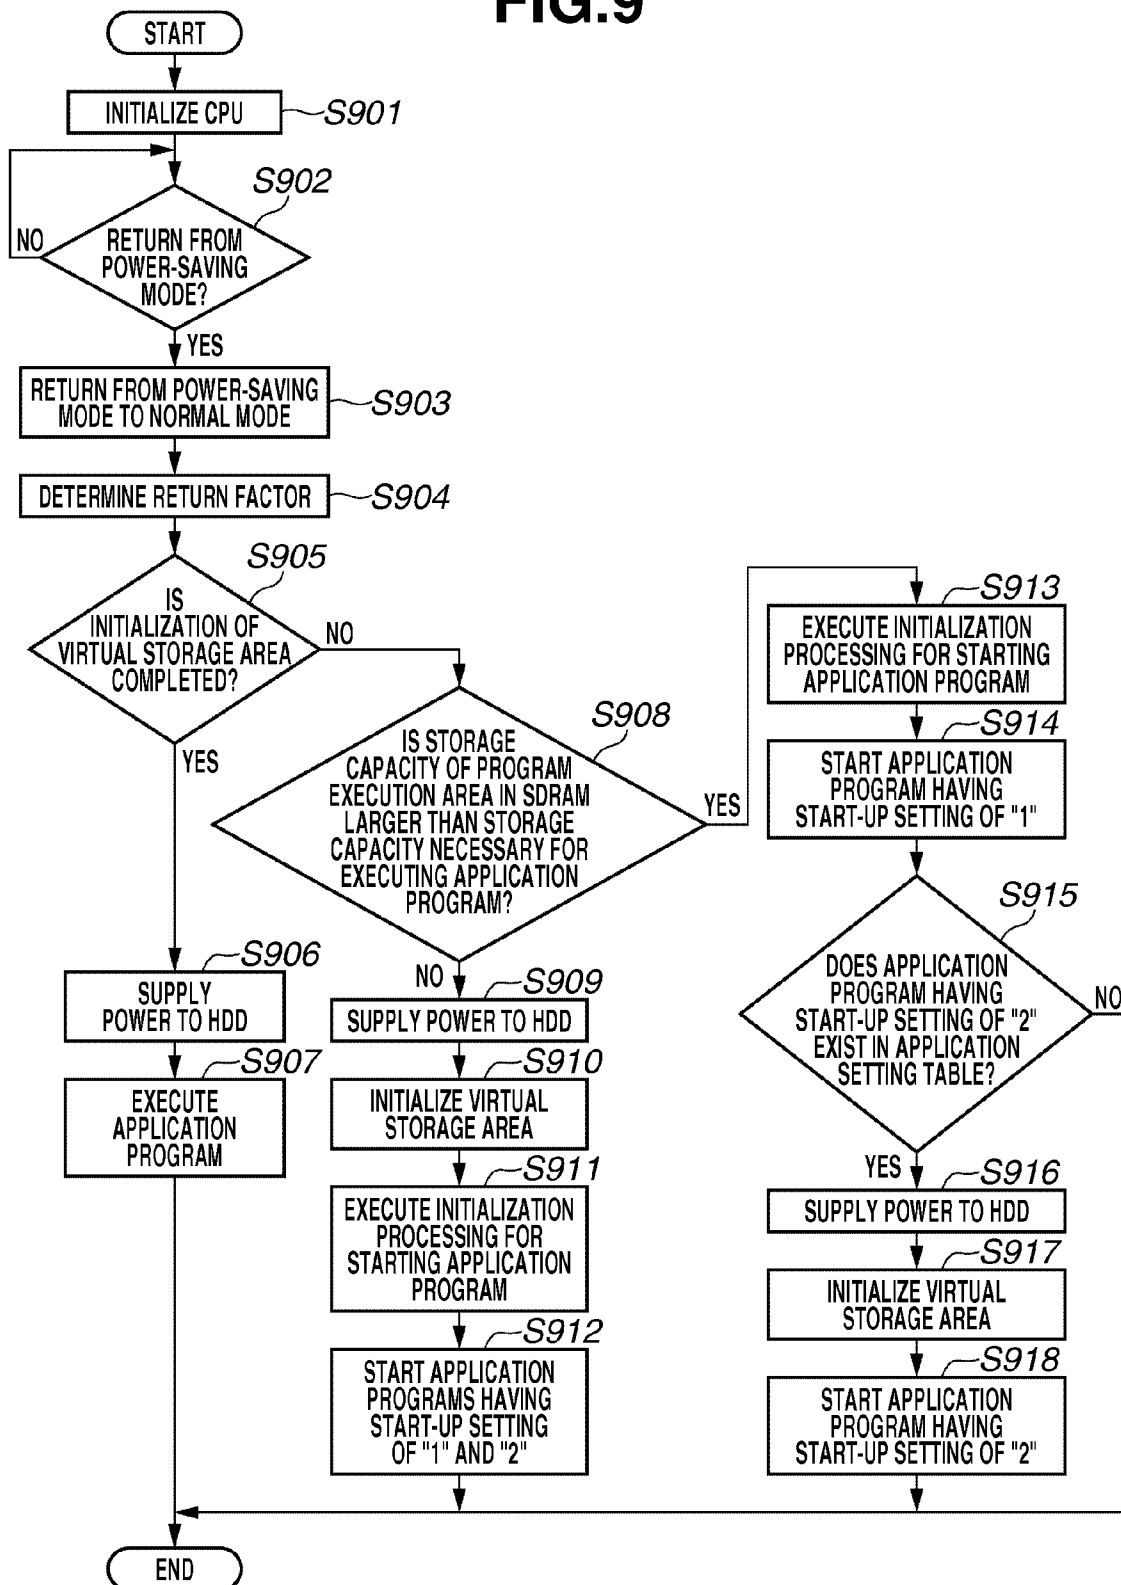 FIG.9
START
INITIALIZE CPU
S901
S902
RETURN FROM
POWER-SAVING
MODE?
NO
YES
RETURN FROM POWER-SAVING
MODE TO NORMAL MODE
S903
DETERMINE RETURN FACTOR
S904
S905
IS
INITIALIZATION OF
VIRTUAL STORAGE AREA
COMPLETED?
NO
YES
S906
SUPPLY
POWER TO HDD
S907
EXECUTE
APPLICATION
PROGRAM
S908
IS STORAGE
CAPACITY OF PROGRAM
EXECUTION AREA IN SDRAM
LARGER THAN STORAGE
CAPACITY NECESSARY FOR
EXECUTING APPLICATION
PROGRAM?
YES
NO
S909
SUPPLY POWER TO HDD
S910
INITIALIZE VIRTUAL
STORAGE AREA
S911
EXECUTE INITIALIZATION
PROCESSING FOR
STARTING APPLICATION
PROGRAM
S912
START APPLICATION
PROGRAMS HAVING
START-UP SETTING
OF "1" AND "2"
S913
EXECUTE INITIALIZATION
PROCESSING FOR STARTING
APPLICATION PROGRAM
S914
START APPLICATION
PROGRAM HAVING
START-UP SETTING OF "1"
S915
DOES APPLICATION
PROGRAM HAVING
START-UP SETTING OF "2"
EXIST IN APPLICATION
SETTING TABLE?
NO
YES
S916
SUPPLY POWER TO HDD
S917
INITIALIZE VIRTUAL
STORAGE AREA
S918
START APPLICATION
PROGRAM HAVING
START-UP SETTING OF "2"
END